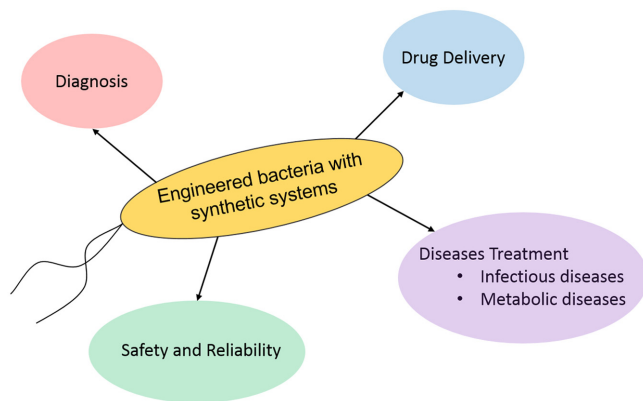 Diagnosis
Drug Delivery
Engineered bacteria with
synthetic systems
Diseases Treatment
• Infectious diseases
• Metabolic diseases
Safety and Reliability